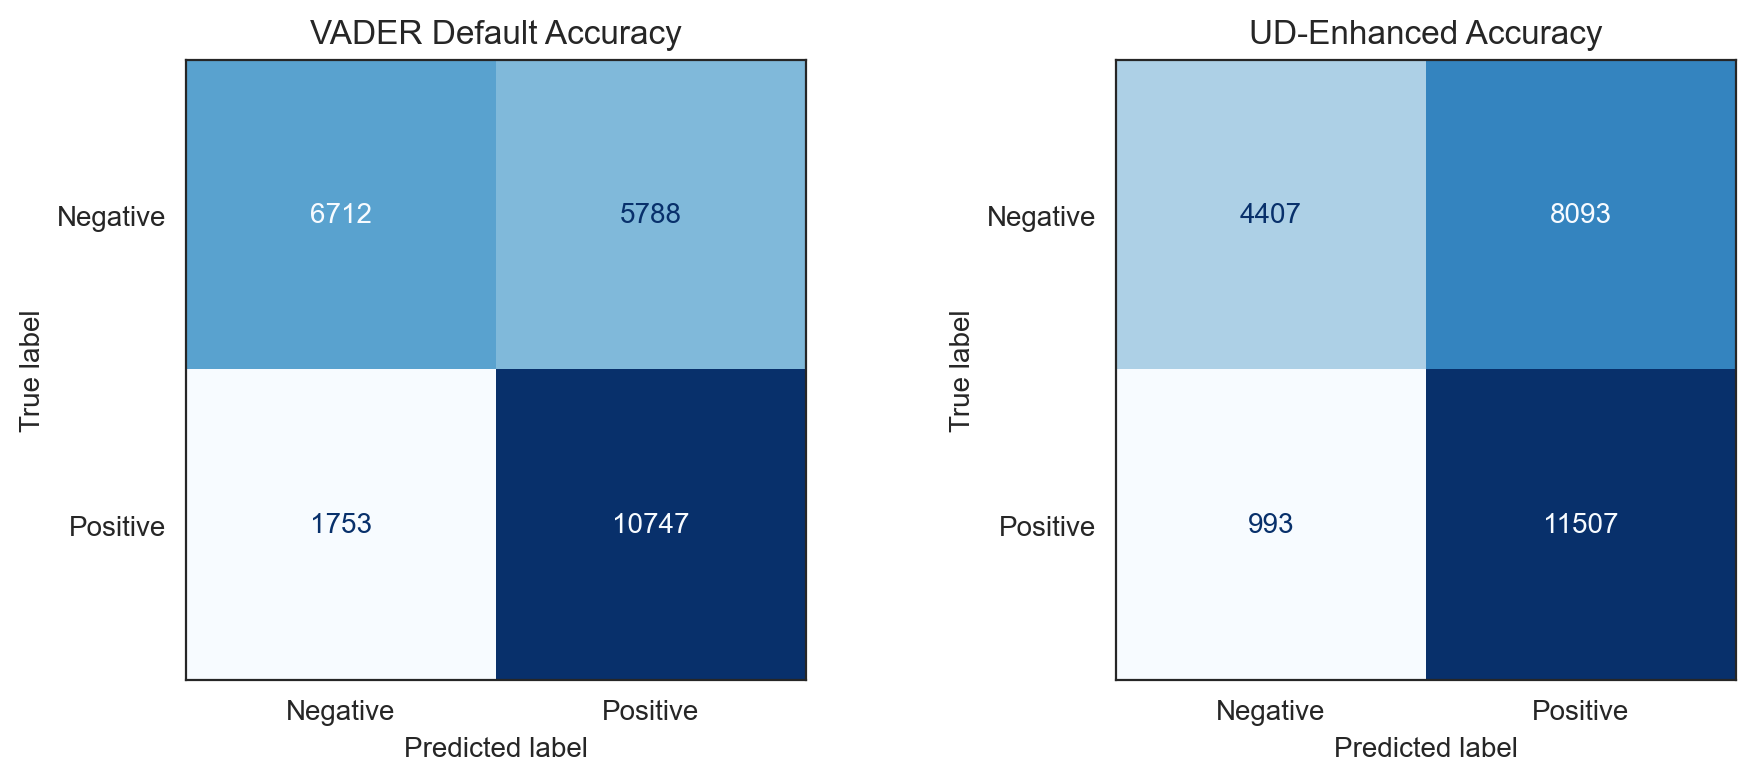 VADER Default Accuracy
True label
Negative
6712
5788
Positive
1753
10747
Negative
Positive
Predicted label
UD-Enhanced Accuracy
True label
Negative
4407
8093
Positive
993
11507
Negative
Positive
Predicted label